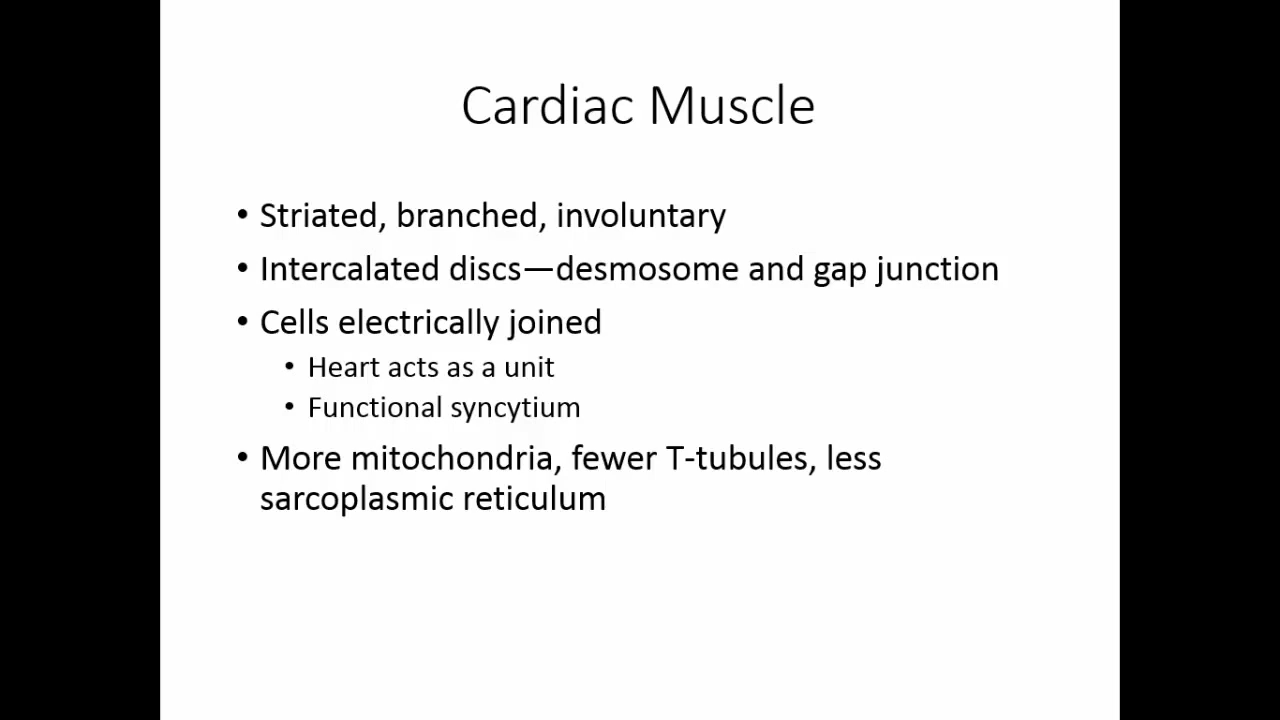 Cardiac Muscle
• Striated, branched, involuntary
• Intercalated discs—desmosome and gap junction
• Cells electrically joined
• Heart acts as a unit
• Functional syncytium
• More mitochondria, fewer T-tubules, less
sarcoplasmic reticulum